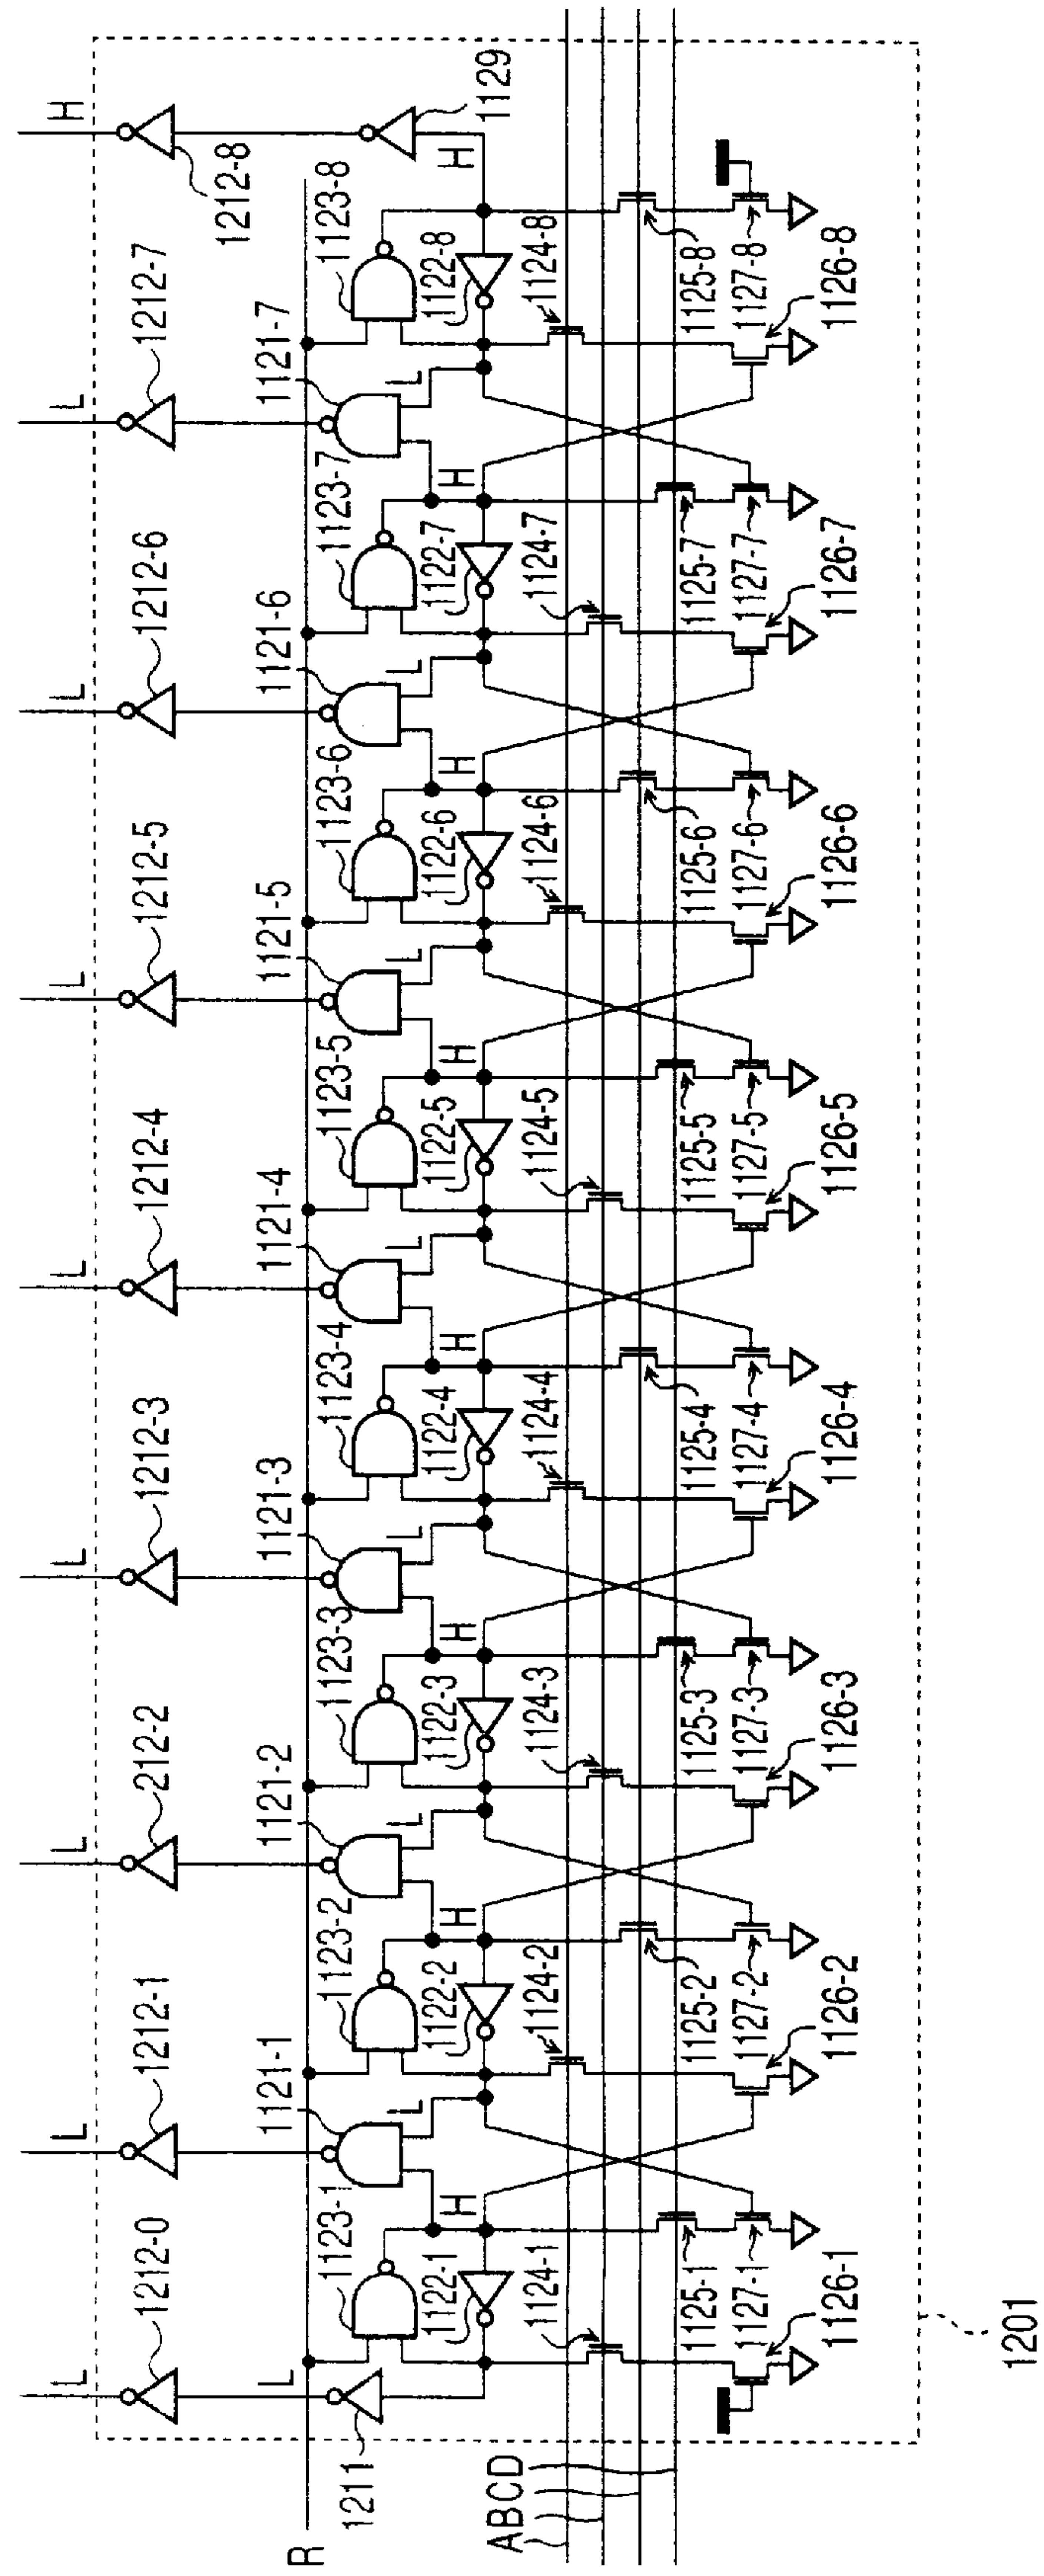 L L L L L L L L H
1212-0 1212-1 212-2 1212-3 1212-4 1212-5 1212-6 1212-7 1212-8
L 1121-1 1121-2 1121-3 1121-4 1121-5 1121-6 1121-7
R
1211
1123-1 1123-2 1123-3 1123-4 1123-5 1123-6 1123-7 1123-8
1129
L L L L L L L
1122-1 1122-2 1122-3 1122-4 1122-5 1122-6 1122-7 1122-8
H H H H H H H H
1124-1 1124-2 1124-3 1124-4 1124-5 1124-6 1124-7 1124-8
A
B
C
D
1125-1 1125-2 1125-3 1125-4 1125-5 1125-6 1125-7 1125-8
1127-1 1127-2 1127-3 1127-4 1127-5 1127-6 1127-7 1127-8
1126-1 1126-2 1126-3 1126-4 1126-5 1126-6 1126-7 1126-8
1201